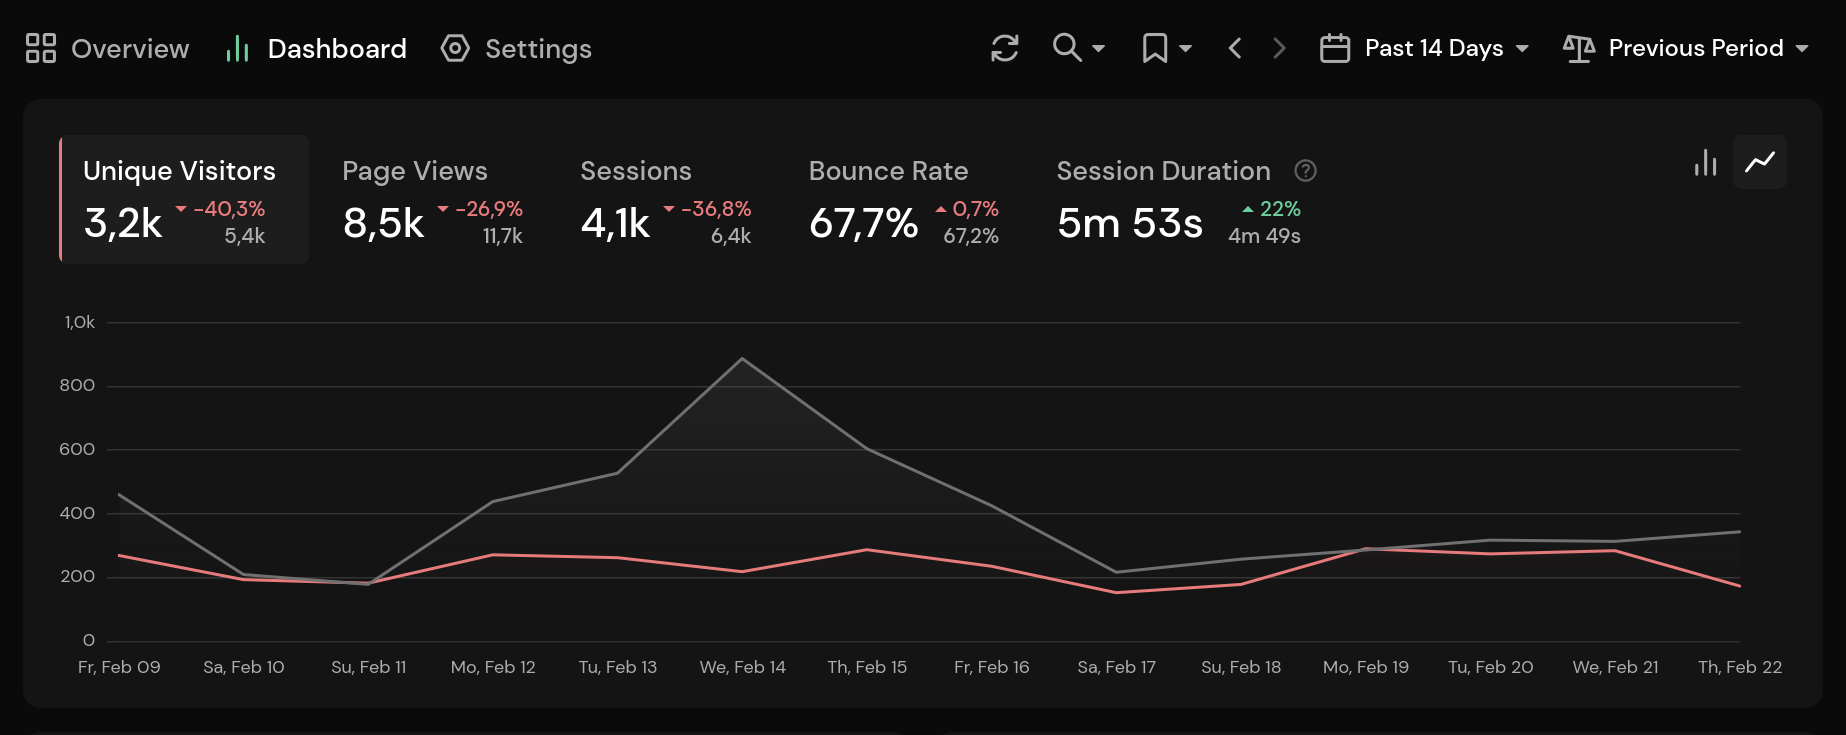 Overview Dashboard Settings Past 14 Days Previous Period
Unique Visitors
3,2k -40,3%
5,4k
Page Views
8,5k -26,9%
11,7k
Sessions
4,1k -36,8%
6,4k
Bounce Rate
67,7% 0,7%
67,2%
Session Duration ?
5m 53s 22%
4m 49s
1,0k
800
600
400
200
0
Fr, Feb 09 Sa, Feb 10 Su, Feb 11 Mo, Feb 12 Tu, Feb 13 We, Feb 14 Th, Feb 15 Fr, Feb 16 Sa, Feb 17 Su, Feb 18 Mo, Feb 19 Tu, Feb 20 We, Feb 21 Th, Feb 22